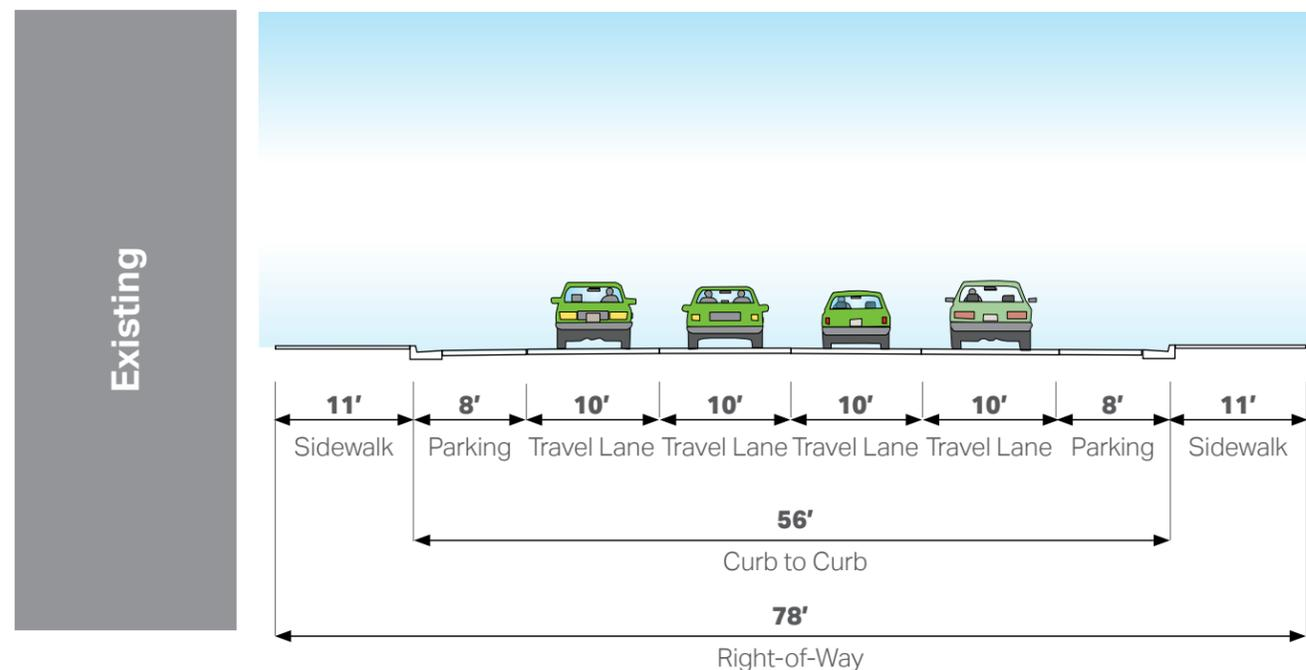 Existing
11′ 8′ 10′ 10′ 10′ 10′ 8′ 11′
Sidewalk Parking Travel Lane Travel Lane Travel Lane Travel Lane Parking Sidewalk
56′
Curb to Curb
78′
Right-of-Way